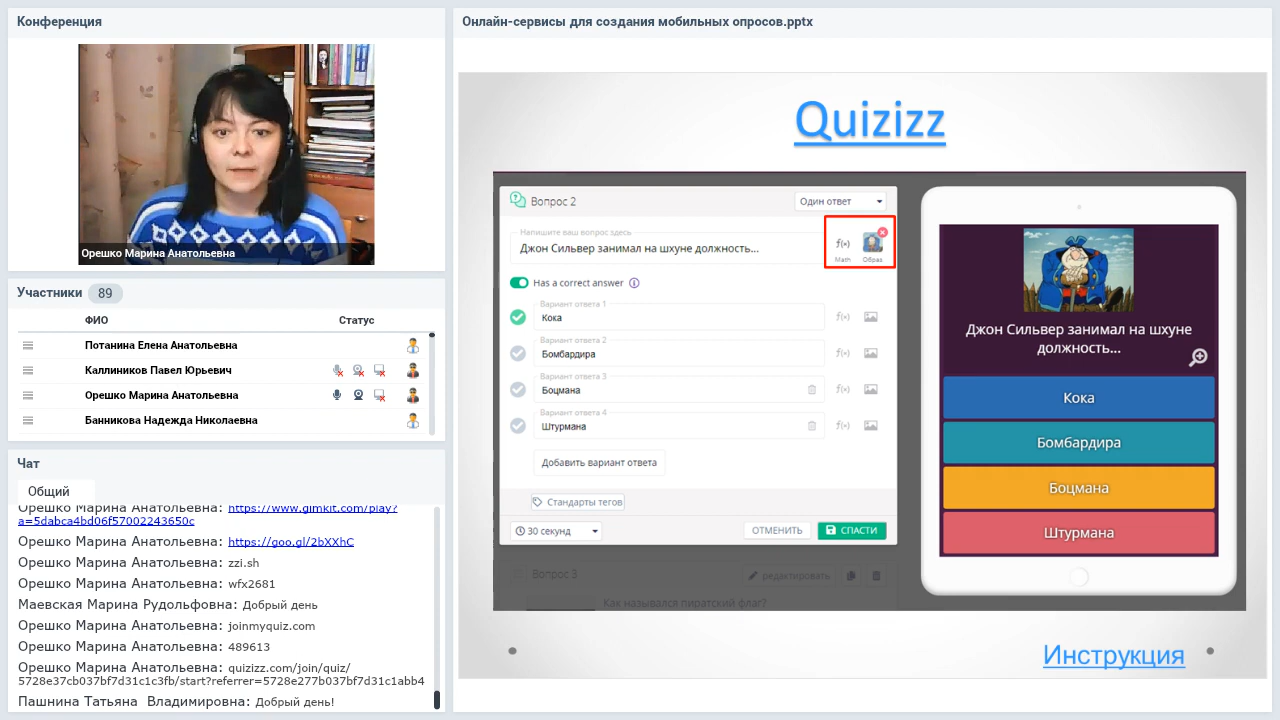 Конференция
Орешко Марина Анатольевна
Участники 89
ФИО Статус
Потанина Елена Анатольевна
Каллиников Павел Юрьевич
Орешко Марина Анатольевна
Банникова Надежда Николаевна
Чат
Общий
Орешко Марина Анатольевна: https://www.gimkit.com/play?
a=5dabca4bd06f57002243650c
Орешко Марина Анатольевна: https://goo.gl/2bXXhC
Орешко Марина Анатольевна: zzi.sh
Орешко Марина Анатольевна: wfx2681
Маевская Марина Рудольфовна: Добрый день
Орешко Марина Анатольевна: joinmyquiz.com
Орешко Марина Анатольевна: 489613
Орешко Марина Анатольевна: quizizz.com/join/quiz/
5728e37cb037bf7d31c1c3fb/start?referrer=5728e277b037bf7d31c1abb4
Пашнина Татьяна Владимировна: Добрый день!
Онлайн-сервисы для создания мобильных опросов.pptx
Quizizz
Вопрос 2
Один ответ
Напишите ваш вопрос здесь
Джон Сильвер занимал на шхуне должность...
f(x)
Math Образ
Has a correct answer
Вариант ответа 1
Кока
f(x)
Вариант ответа 2
Бомбардира
f(x)
Вариант ответа 3
Боцмана
f(x)
Вариант ответа 4
Штурмана
f(x)
Добавить вариант ответа
Стандарты тегов
30 секунд
ОТМЕНИТЬ
СПАСТИ
Вопрос 3
редактировать
Как назывался пиратский флаг?
Джон Сильвер занимал на шхуне
должность...
Кока
Бомбардира
Боцмана
Штурмана
Инструкция